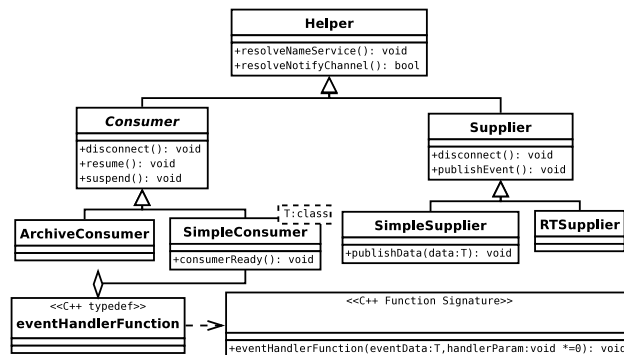 Helper
+resolveNameService(): void
+resolveNotifyChannel(): bool
Consumer
+disconnect(): void
+resume(): void
+suspend(): void
Supplier
+disconnect(): void
+publishEvent(): void
T:class
ArchiveConsumer
SimpleConsumer
+consumerReady(): void
SimpleSupplier
+publishData(data:T): void
RTSupplier
<<C++ typedef>>
eventHandlerFunction
<<C++ Function Signature>>
+eventHandlerFunction(eventData:T,handlerParam:void *=0): void